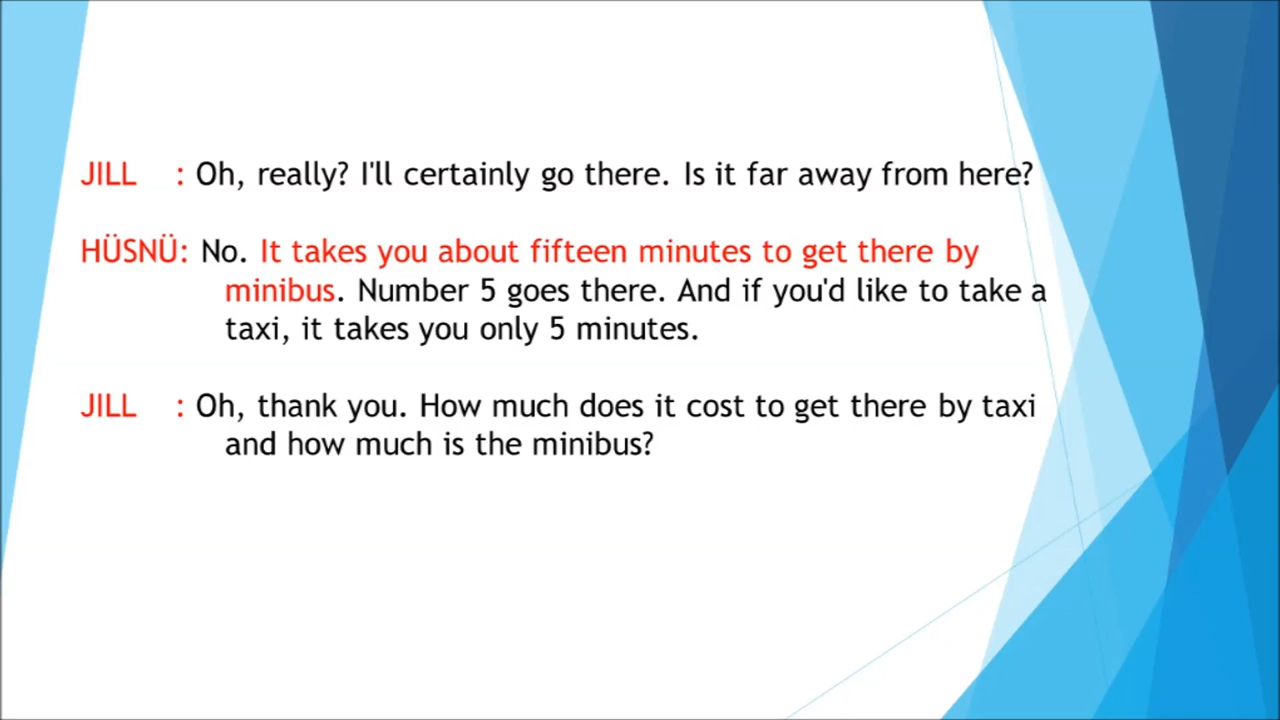 JILL : Oh, really? I'll certainly go there. Is it far away from here?
HÜSNÜ: No. It takes you about fifteen minutes to get there by
minibus. Number 5 goes there. And if you'd like to take a
taxi, it takes you only 5 minutes.
JILL : Oh, thank you. How much does it cost to get there by taxi
and how much is the minibus?